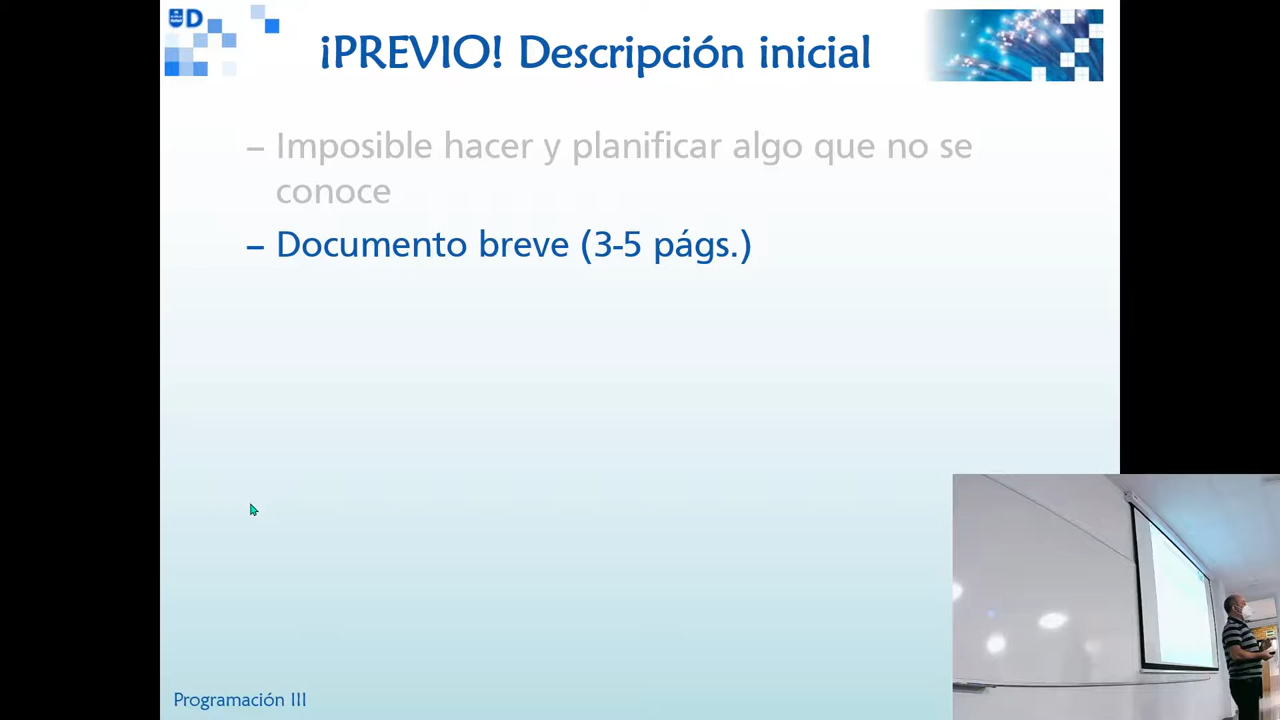 D
¡PREVIO! Descripción inicial
– Imposible hacer y planificar algo que no se
conoce
– Documento breve (3-5 págs.)
Programación III